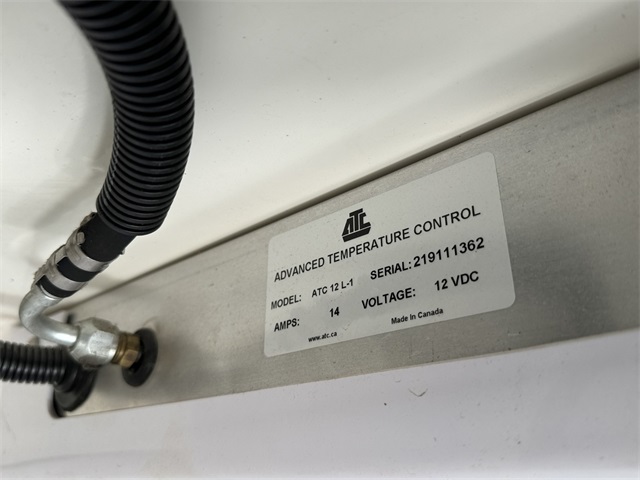 ATC
ADVANCED TEMPERATURE CONTROL
MODEL: ATC 12 L-1 SERIAL: 219111362
AMPS: 14 VOLTAGE: 12 VDC
www.atc.ca Made In Canada